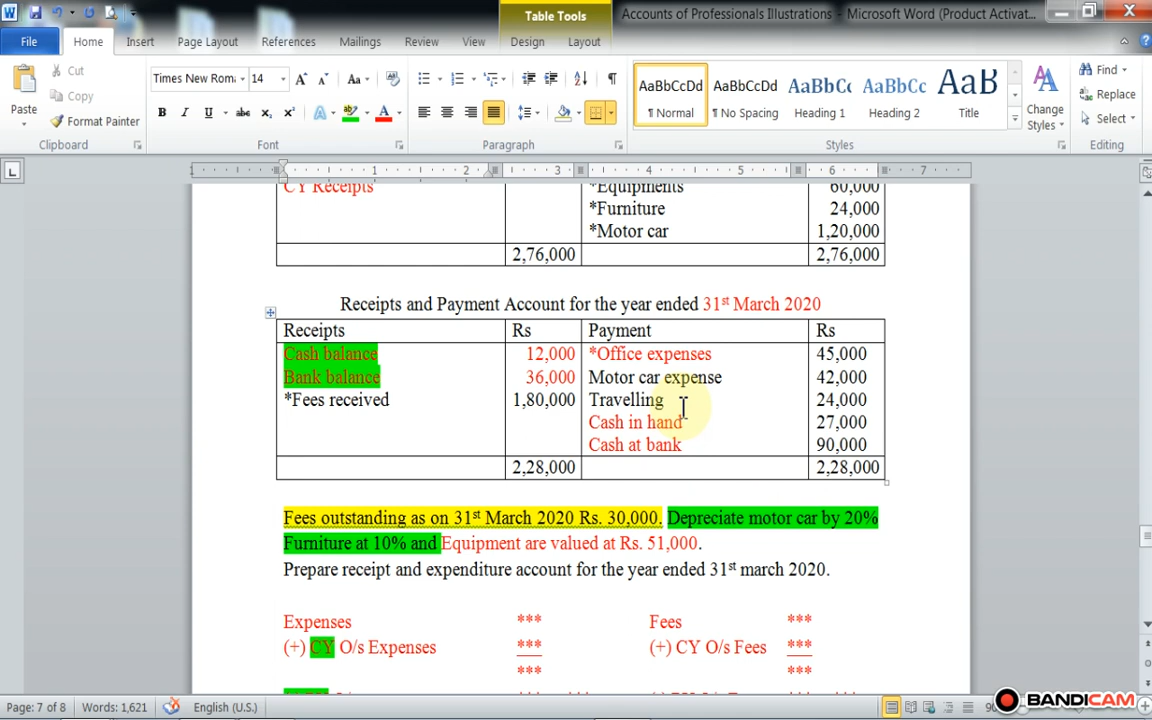 Table Tools
Accounts of Professionals Illustrations - Microsoft Word (Product Activat...
File Home Insert Page Layout References Mailings Review View Design Layout
Paste
Cut
Copy
Format Painter
Times New Rom 14
AaBbCcDd AaBbCcDd AaBbCc AaBbCcDd AaB
¶ Normal ¶ No Spacing Heading 1 Heading 2 Title
Change Styles
Find
Replace
Select
Clipboard Font Paragraph Styles Editing
CY Receipts *Equipments 60,000
*Furniture 24,000
*Motor car 1,20,000
2,76,000 2,76,000
Receipts and Payment Account for the year ended 31st March 2020
Receipts Rs Payment Rs
Cash balance 12,000 *Office expenses 45,000
Bank balance 36,000 Motor car expense 42,000
*Fees received 1,80,000 Travelling 24,000
Cash in hand 27,000
Cash at bank 90,000
2,28,000 2,28,000
Fees outstanding as on 31st March 2020 Rs. 30,000. Depreciate motor car by 20%
Furniture at 10% and Equipment are valued at Rs. 51,000.
Prepare receipt and expenditure account for the year ended 31st march 2020.
Expenses *** Fees ***
(+) CY O/s Expenses *** (+) CY O/s Fees ***
*** ***
Page: 7 of 8 Words: 1,621 English (U.S.)
BANDICAM